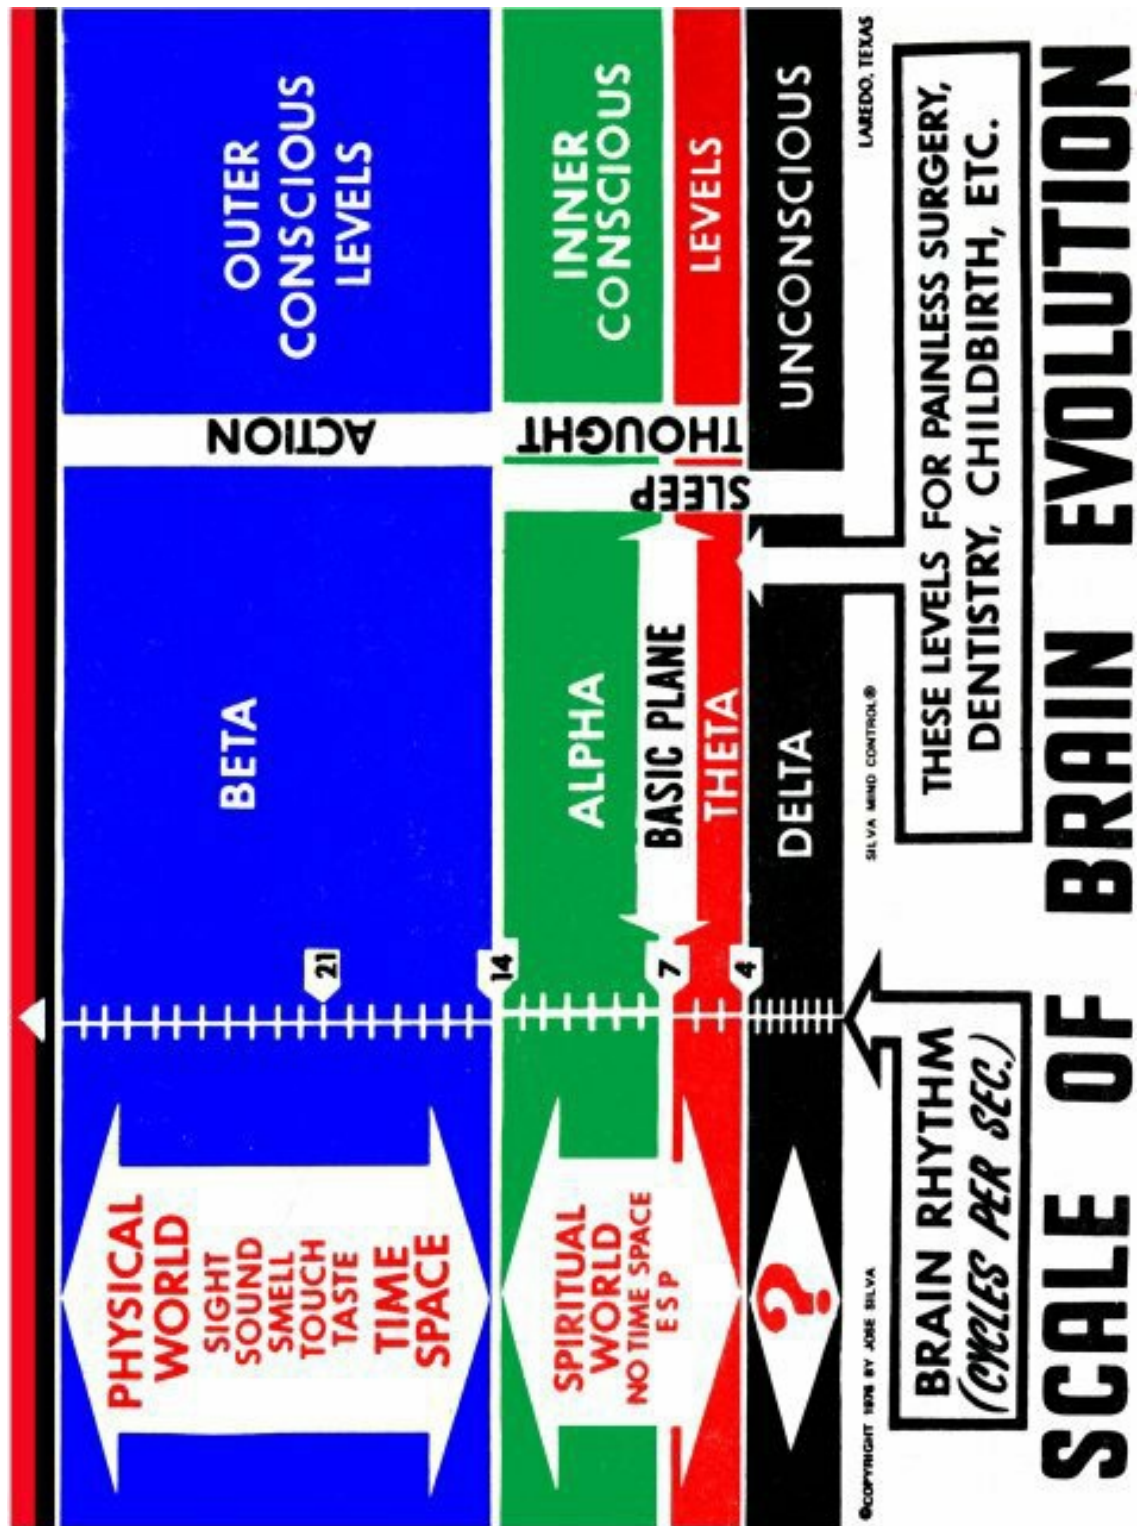 PHYSICAL
WORLD
SIGHT
SOUND
SMELL
TOUCH
TASTE
TIME
SPACE
21
BETA
ACTION
OUTER
CONSCIOUS
LEVELS
14
SPIRITUAL
WORLD
NO TIME SPACE
E S P
ALPHA
THOUGHT
INNER
CONSCIOUS
7
BASIC PLANE
SLEEP
THETA
LEVELS
4
?
DELTA
UNCONSCIOUS
©COPYRIGHT 1976 BY JOSE SILVA
SILVA MIND CONTROL®
LAREDO, TEXAS
BRAIN RHYTHM
(CYCLES PER SEC.)
THESE LEVELS FOR PAINLESS SURGERY,
DENTISTRY, CHILDBIRTH, ETC.
SCALE OF BRAIN EVOLUTION